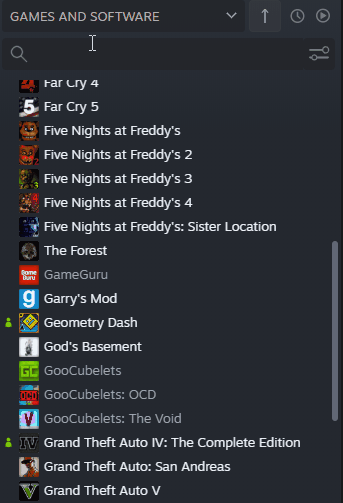 GAMES AND SOFTWARE
Far Cry 4
Far Cry 5
Five Nights at Freddy's
Five Nights at Freddy's 2
Five Nights at Freddy's 3
Five Nights at Freddy's 4
Five Nights at Freddy's: Sister Location
The Forest
GameGuru
Garry's Mod
Geometry Dash
God's Basement
GooCubelets
GooCubelets: OCD
GooCubelets: The Void
Grand Theft Auto IV: The Complete Edition
Grand Theft Auto: San Andreas
Grand Theft Auto V